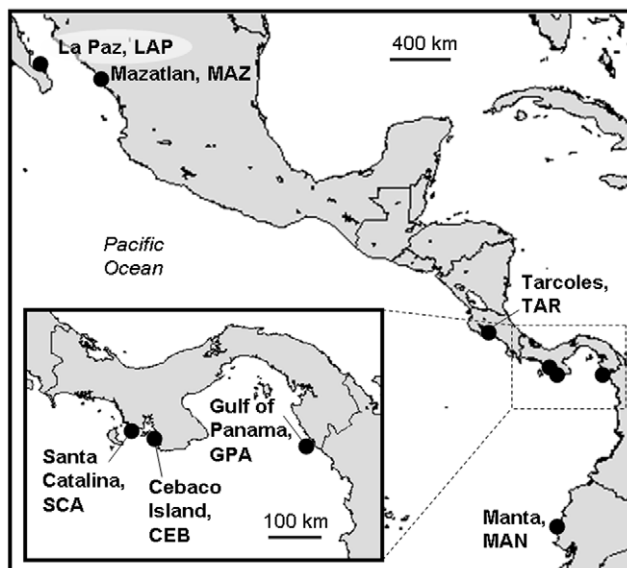 La Paz, LAP
Mazatlan, MAZ
400 km
Pacific
Ocean
Tarcoles,
TAR
Gulf of
Panama,
GPA
Santa
Catalina,
SCA
Cebaco
Island,
CEB
100 km
Manta,
MAN